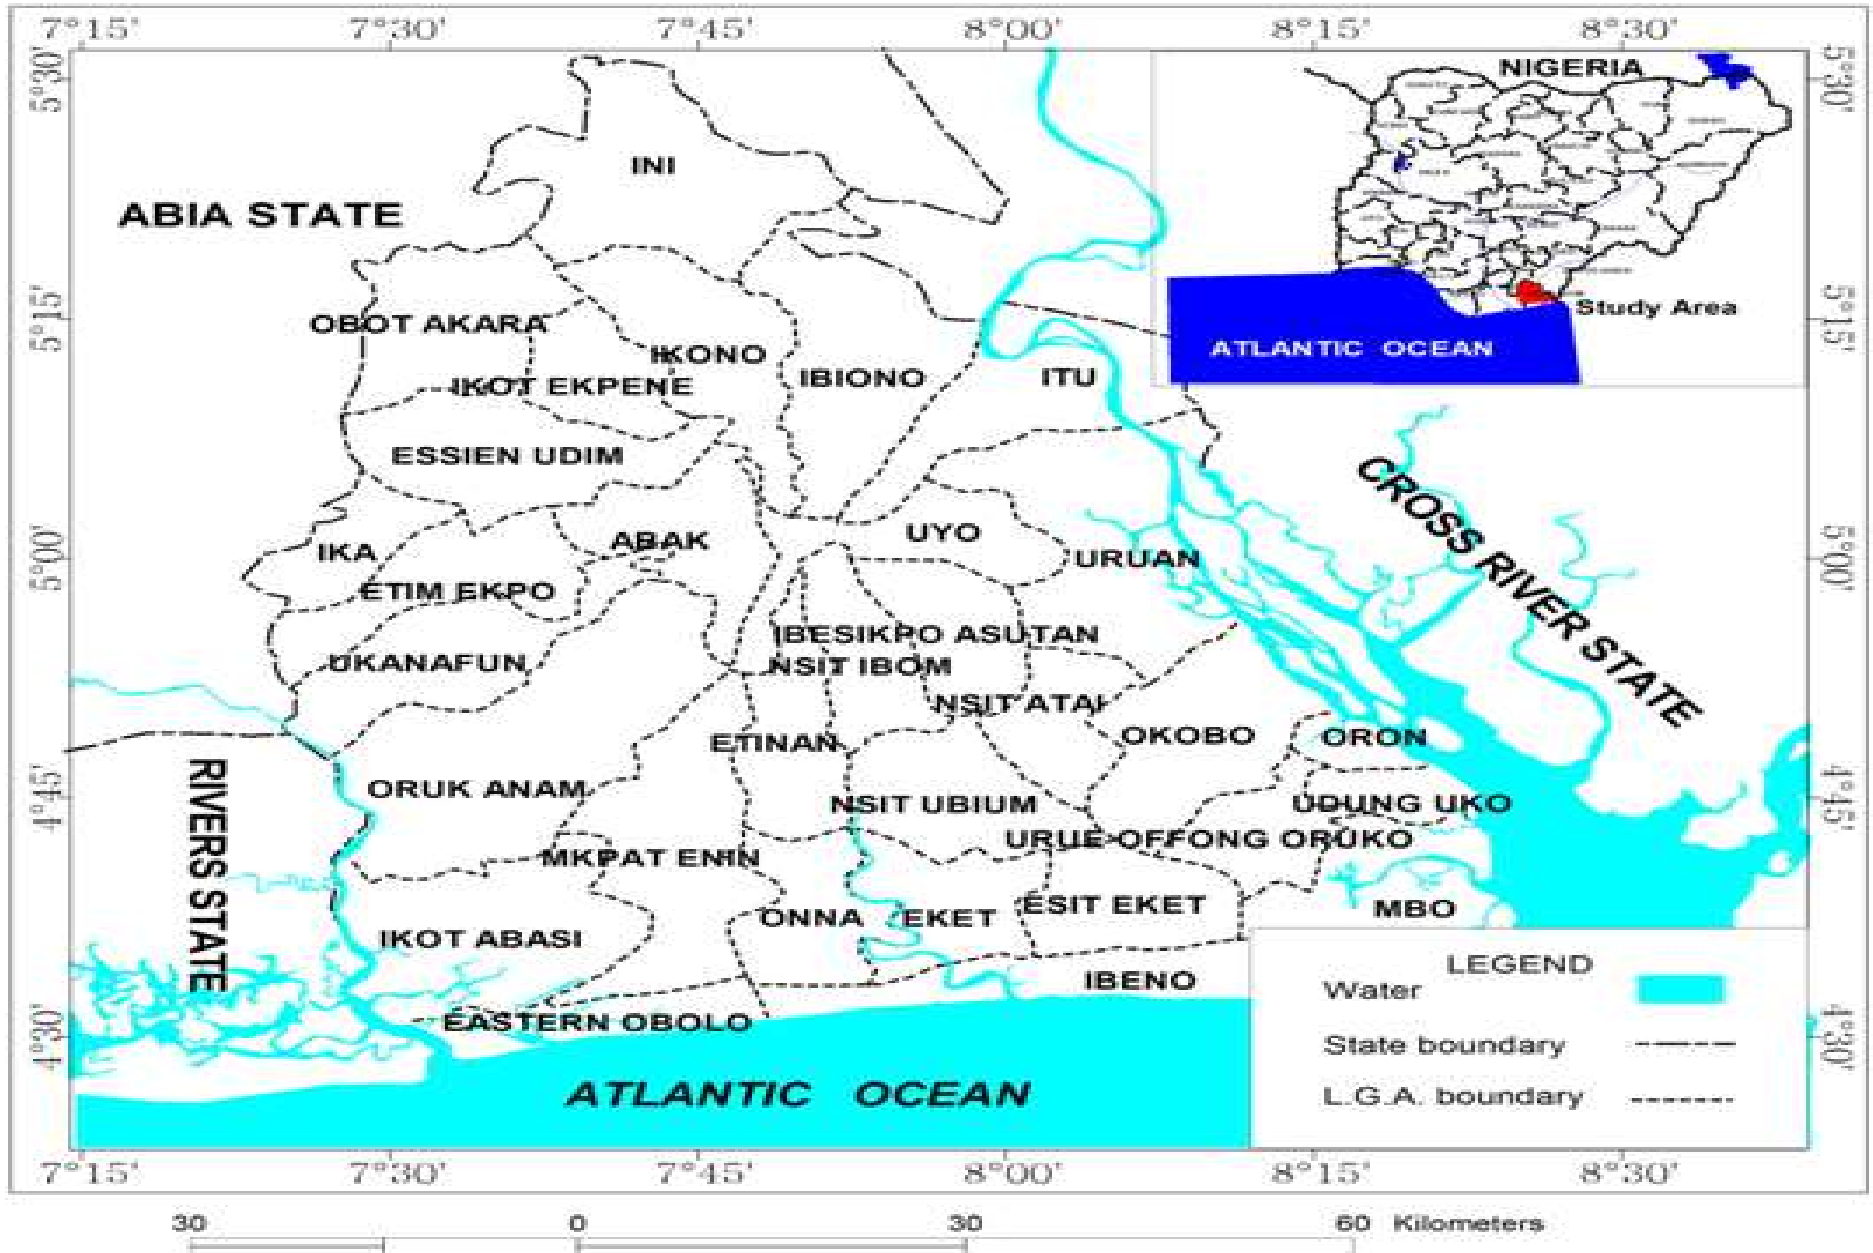 7°15' 7°30' 7°45' 8°00' 8°15' 8°30'
5°30' 5°30'
NIGERIA
INI
ABIA STATE
OBOT AKARA
Study Area
5°15' 5°15'
ATLANTIC OCEAN
IKONO
IBIONO
ITU
IKOT EKPENE
ESSIEN UDIM
CROSS RIVER STATE
UYO
ABAK
IKA
URUAN
5°00' 5°00'
ETIM EKPO
IBESIKPO ASUTAN
UKANAFUN
NSIT IBOM
NSIT ATAI
ETINAN
OKOBO
ORON
RIVERS STATE
ORUK ANAM
4°45' 4°45'
NSIT UBIUM
UDUNG UKO
URUE-OFFONG ORUKO
MKPAT ENIN
ONNA
EKET
ESIT EKET
MBO
IKOT ABASI
IBENO
EASTERN OBOLO
4°30' 4°30'
ATLANTIC OCEAN
LEGEND
Water
State boundary
L.G.A. boundary
7°15' 7°30' 7°45' 8°00' 8°15' 8°30'
30 0 30 60 Kilometers